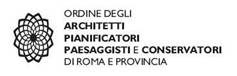 ORDINE DEGLI
ARCHITETTI
PIANIFICATORI
PAESAGGISTI E CONSERVATORI
DI ROMA E PROVINCIA